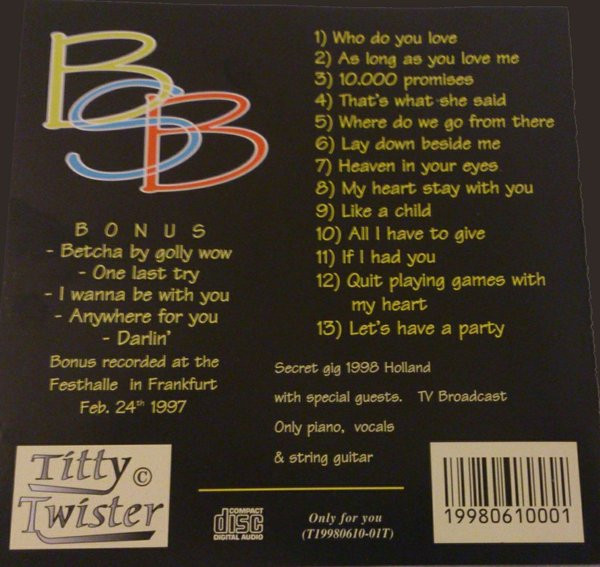 BSB
BONUS
- Betcha by golly wow
- One last try
- I wanna be with you
- Anywhere for you
- Darlin'
Bonus recorded at the
Festhalle in Frankfurt
Feb. 24th 1997
1) Who do you love
2) As long as you love me
3) 10.000 promises
4) That's what she said
5) Where do we go from there
6) Lay down beside me
7) Heaven in your eyes
8) My heart stay with you
9) Like a child
10) All I have to give
11) If I had you
12) Quit playing games with
my heart
13) Let's have a party
Secret gig 1998 Holland
with special guests. TV Broadcast
Only piano, vocals
& string guitar
Titty ©
Twister
COMPACT
disc
DIGITAL AUDIO
Only for you
(T19980610-01T)
19980610001